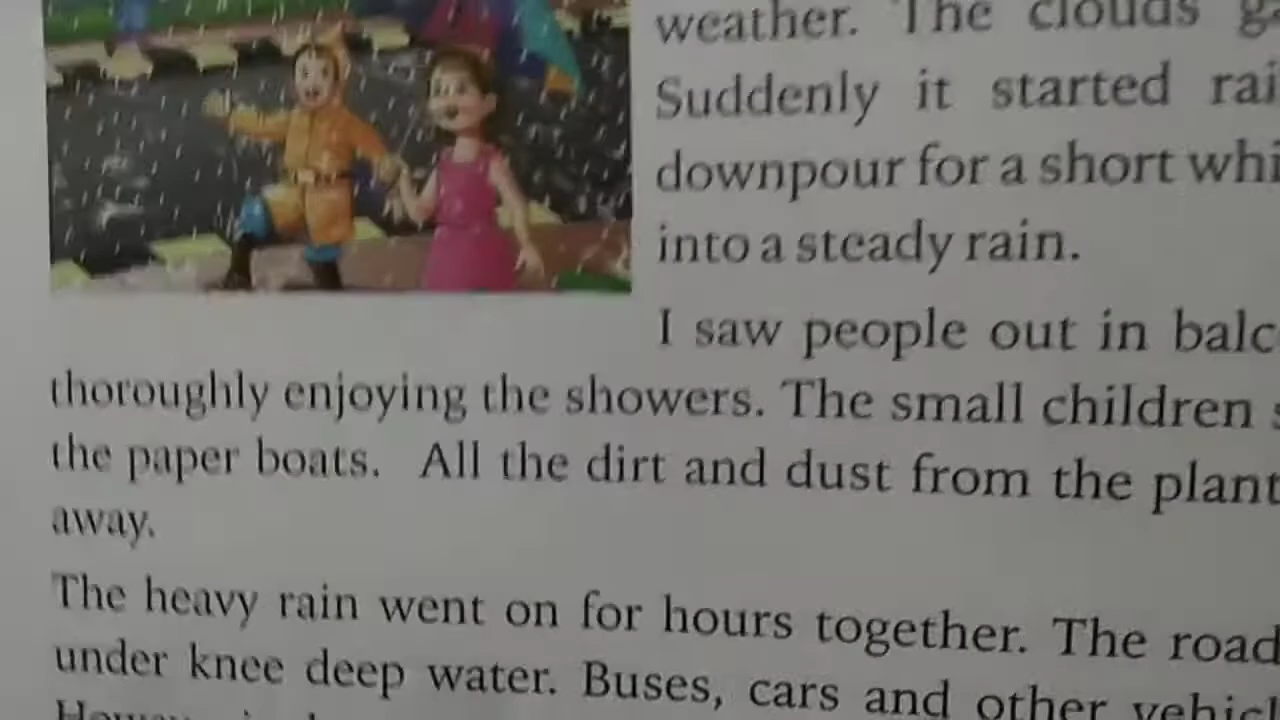 weather. The clouds
Suddenly it started
downpour for a short
into a steady rain.
I saw people out in
thoroughly enjoying the showers. The small children
the paper boats. All the dirt and dust from the
away.
The heavy rain went on for hours together. The
under knee deep water. Buses, cars and other